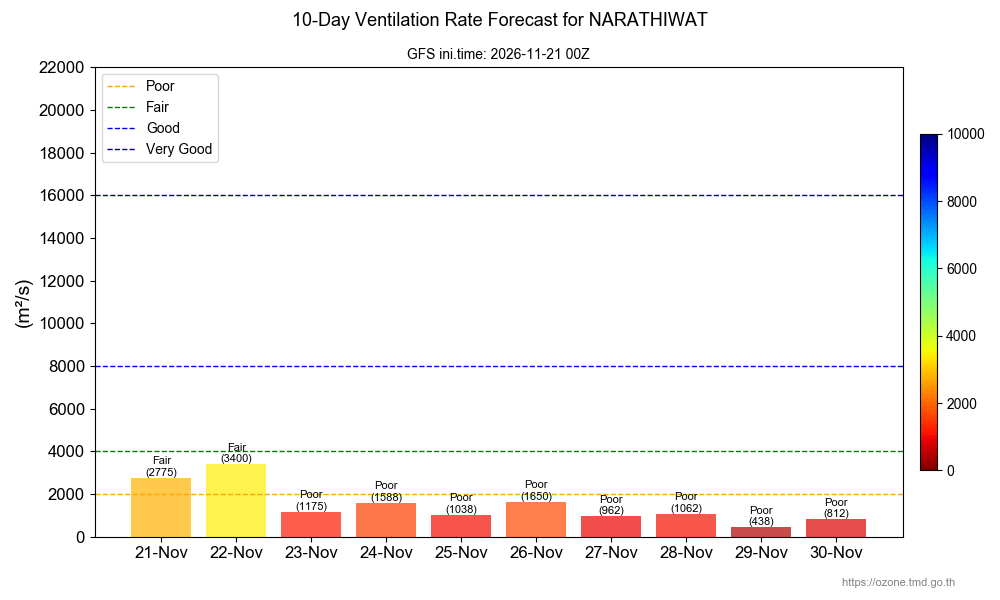 10-Day Ventilation Rate Forecast for NARATHIWAT
GFS ini.time: 2026-11-21 00Z
(m²/s)
22000
20000
18000
16000
14000
12000
10000
8000
6000
4000
2000
0
Poor
Fair
Good
Very Good
Fair
(2775)
Fair
(3400)
Poor
(1175)
Poor
(1588)
Poor
(1038)
Poor
(1650)
Poor
(962)
Poor
(1062)
Poor
(438)
Poor
(812)
21-Nov
22-Nov
23-Nov
24-Nov
25-Nov
26-Nov
27-Nov
28-Nov
29-Nov
30-Nov
10000
8000
6000
4000
2000
0
https://ozone.tmd.go.th